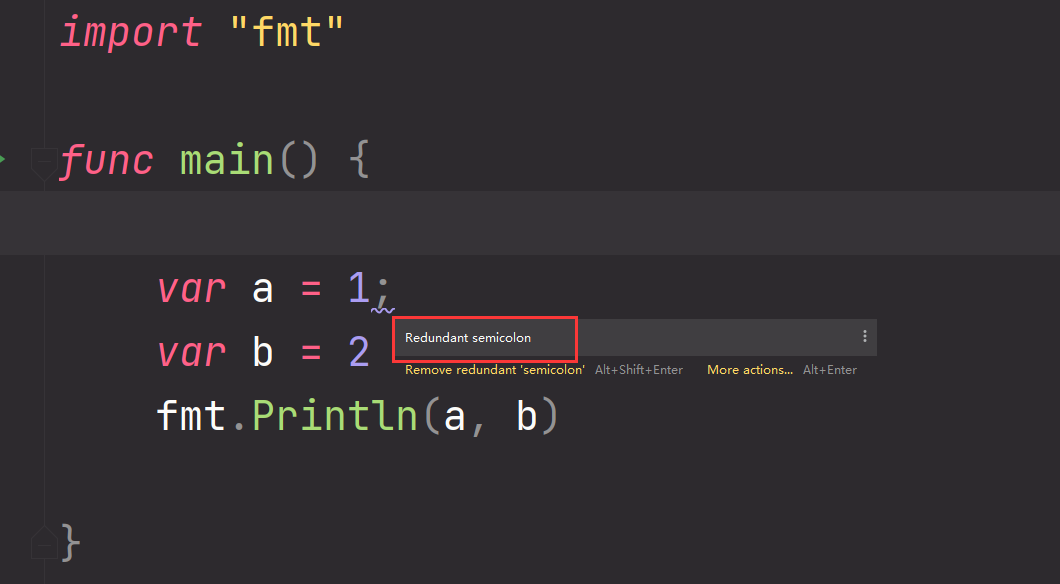 import "fmt"
func main() {
var a = 1;
Redundant semicolon
var b = 2
Remove redundant 'semicolon' Alt+Shift+Enter More actions... Alt+Enter
fmt.Println(a, b)
}